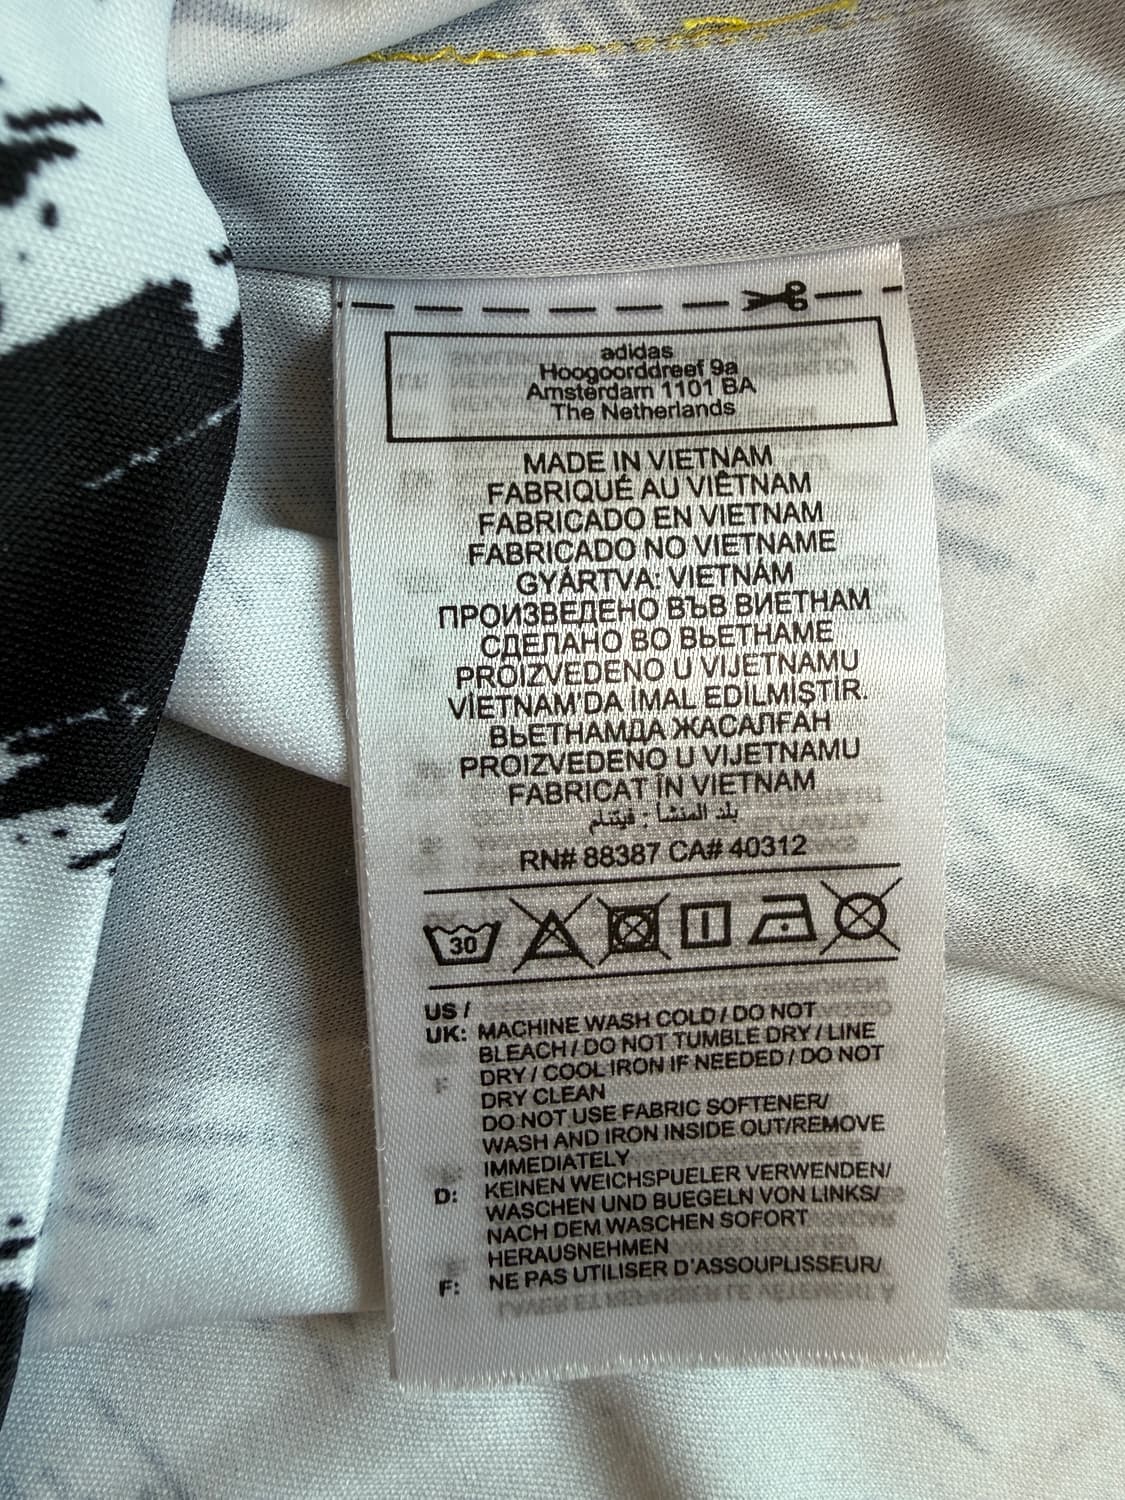 adidas
Hoogoorddreef 9a
Amsterdam 1101 BA
The Netherlands
MADE IN VIETNAM
FABRIQUÉ AU VIÊTNAM
FABRICADO EN VIETNAM
FABRICADO NO VIETNAME
GYÁRTVA: VIETNÁM
ПРОИЗВЕДЕНО ВЪВ ВИЕТНАМ
СДЕЛАНО ВО ВЬЕТНАМЕ
PROIZVEDENO U VIJETNAMU
VİETNAM'DA İMAL EDİLMİŞTİR.
ВЬЕТНАМДА ЖАСАЛҒАН
PROIZVEDENO U VIJETNAMU
FABRICAT ÎN VIETNAM
بلد المنشأ : فيتنام
RN# 88387 CA# 40312
30
US /
UK: MACHINE WASH COLD / DO NOT
BLEACH / DO NOT TUMBLE DRY / LINE
DRY / COOL IRON IF NEEDED / DO NOT
DRY CLEAN
DO NOT USE FABRIC SOFTENER/
WASH AND IRON INSIDE OUT/REMOVE
IMMEDIATELY
D: KEINEN WEICHSPUELER VERWENDEN/
WASCHEN UND BUEGELN VON LINKS/
NACH DEM WASCHEN SOFORT
HERAUSNEHMEN
F: NE PAS UTILISER D'ASSOUPLISSEUR/